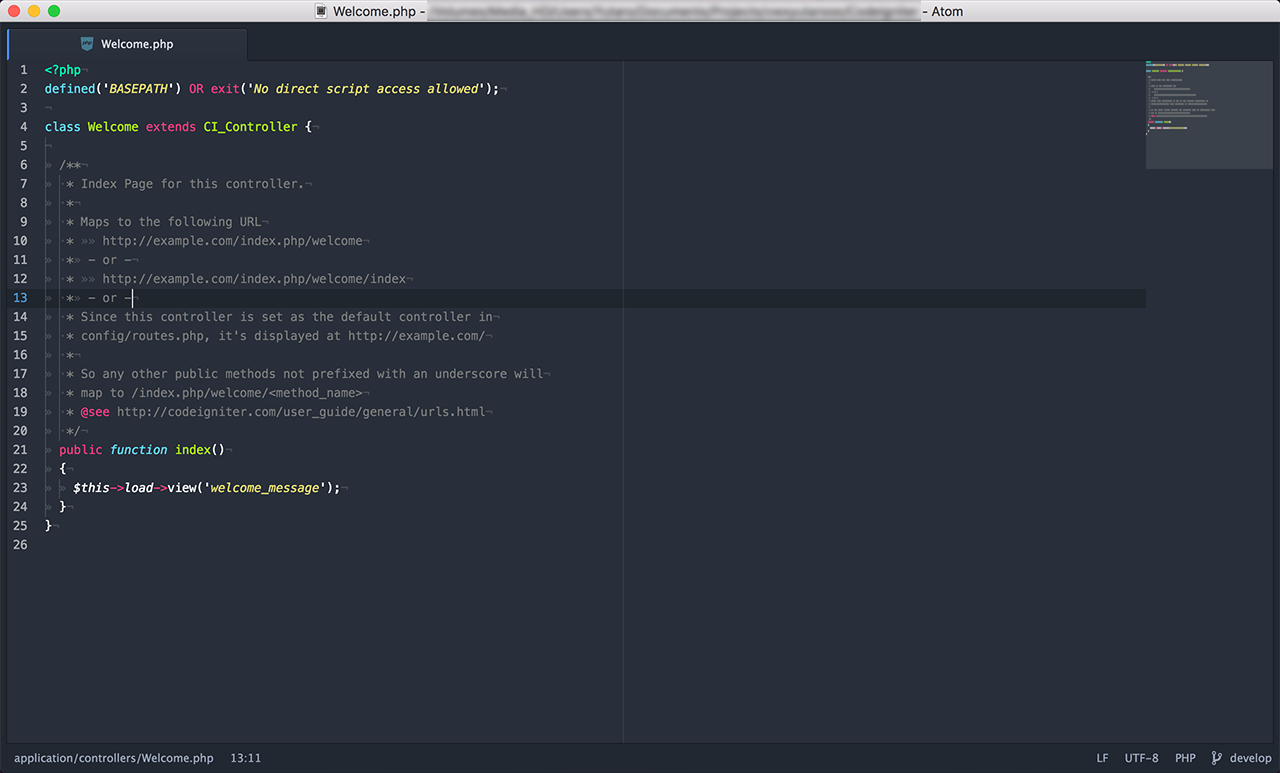 Welcome.php - - Atom
Welcome.php
1 <?php
2 defined('BASEPATH') OR exit('No direct script access allowed');
3
4 class Welcome extends CI_Controller {
5
6 /**
7 * Index Page for this controller.
8 *
9 * Maps to the following URL
10 * http://example.com/index.php/welcome
11 * - or -
12 * http://example.com/index.php/welcome/index
13 * - or -
14 * Since this controller is set as the default controller in
15 * config/routes.php, it's displayed at http://example.com/
16 *
17 * So any other public methods not prefixed with an underscore will
18 * map to /index.php/welcome/<method_name>
19 * @see http://codeigniter.com/user_guide/general/urls.html
20 */
21 public function index()
22 {
23 $this->load->view('welcome_message');
24 }
25 }
26
application/controllers/Welcome.php 13:11 LF UTF-8 PHP develop